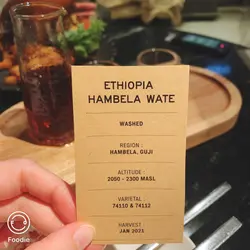 ETHIOPIA
HAMBELA WATE
WASHED
REGION :
HAMBELA, GUJI
ALTITUDE :
2000 - 2300 MASL
VARIETAL :
74110 & 74112
HARVEST
JAN 2021
Foodie